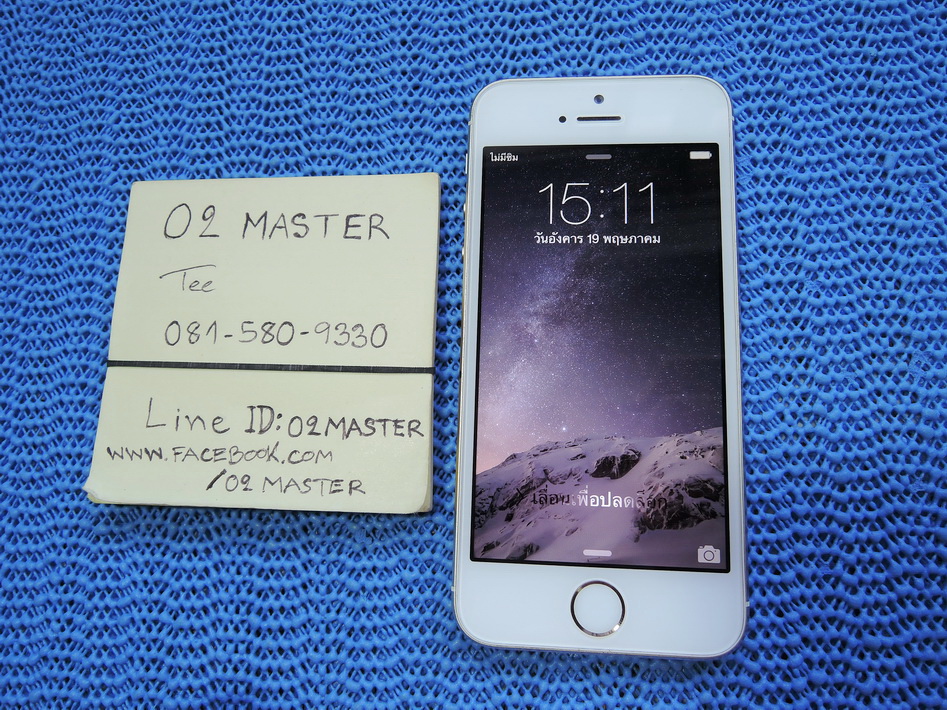 O2 MASTER
Tee
081-580-9330
Line ID: O2MASTER
WWW.FACEBOOK.COM
/O2 MASTER
ไม่มีซิม
15:11
วันอังคาร 19 พฤษภาคม
เลื่อนเพื่อปลดล็อก